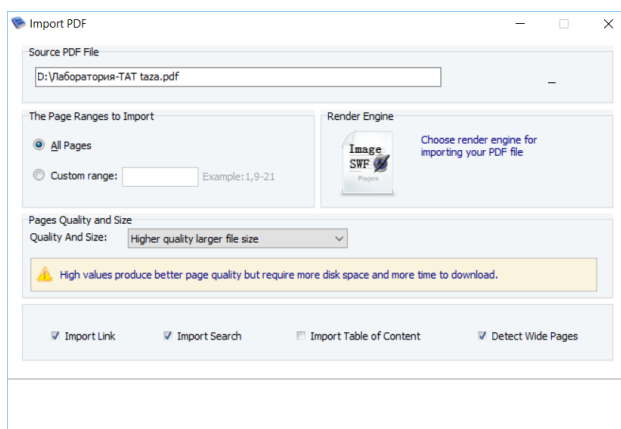 Import PDF
Source PDF File
D:\Лаборатория-ТАТ taza.pdf
The Page Ranges to Import
All Pages
Custom range:
Example:1,9-21
Render Engine
Image
SWF
Pages
Choose render engine for
importing your PDF file
Pages Quality and Size
Quality And Size:
Higher quality larger file size
High values produce better page quality but require more disk space and more time to download.
Import Link
Import Search
Import Table of Content
Detect Wide Pages